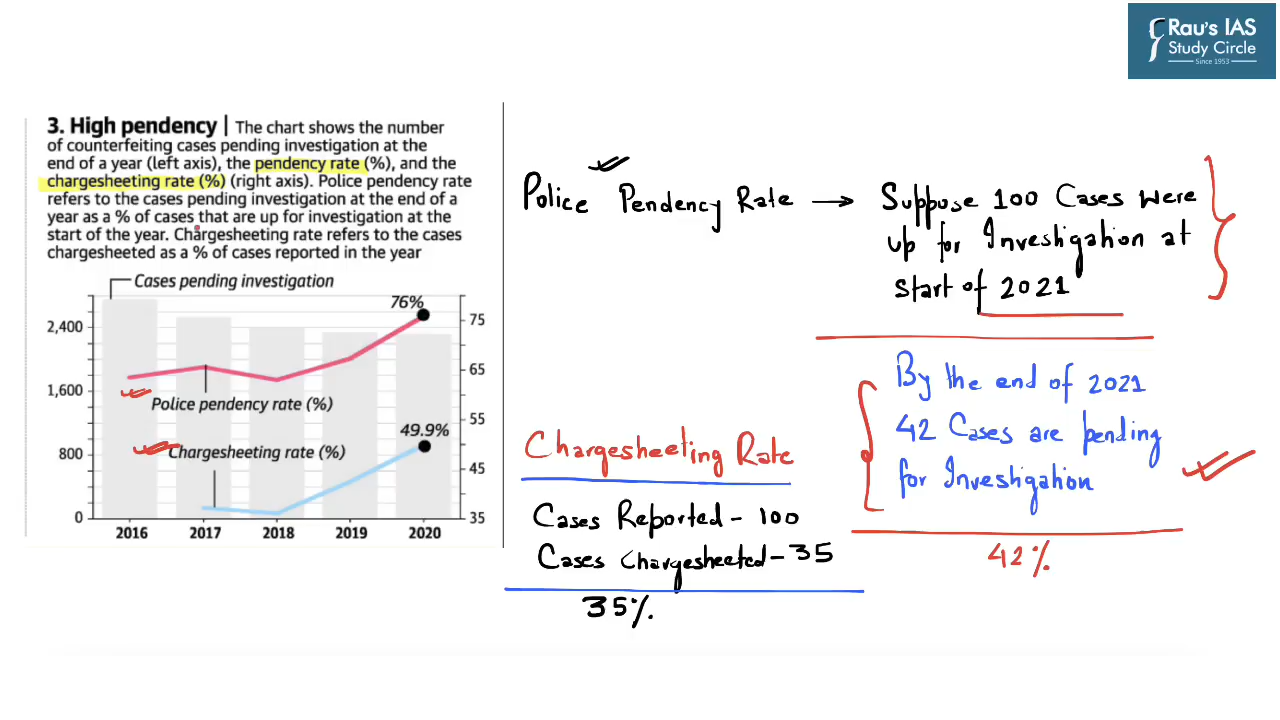 Rau's IAS
Study Circle
Since 1953
3. High pendency | The chart shows the number
of counterfeiting cases pending investigation at the
end of a year (left axis), the pendency rate (%), and the
chargesheeting rate (%) (right axis). Police pendency rate
refers to the cases pending investigation at the end of a
year as a % of cases that are up for investigation at the
start of the year. Chargesheeting rate refers to the cases
chargesheeted as a % of cases reported in the year
Cases pending investigation
76%
2,400
75
65
1,600
Police pendency rate (%)
55
49.9%
800
Chargesheeting rate (%)
45
0
35
2016 2017 2018 2019 2020
Police Pendency Rate → Suppose 100 Cases were
up for Investigation at
start of 2021
By the end of 2021
42 Cases are pending
for Investigation
42%
Chargesheeting Rate
Cases Reported - 100
Cases Chargesheeted - 35
35%